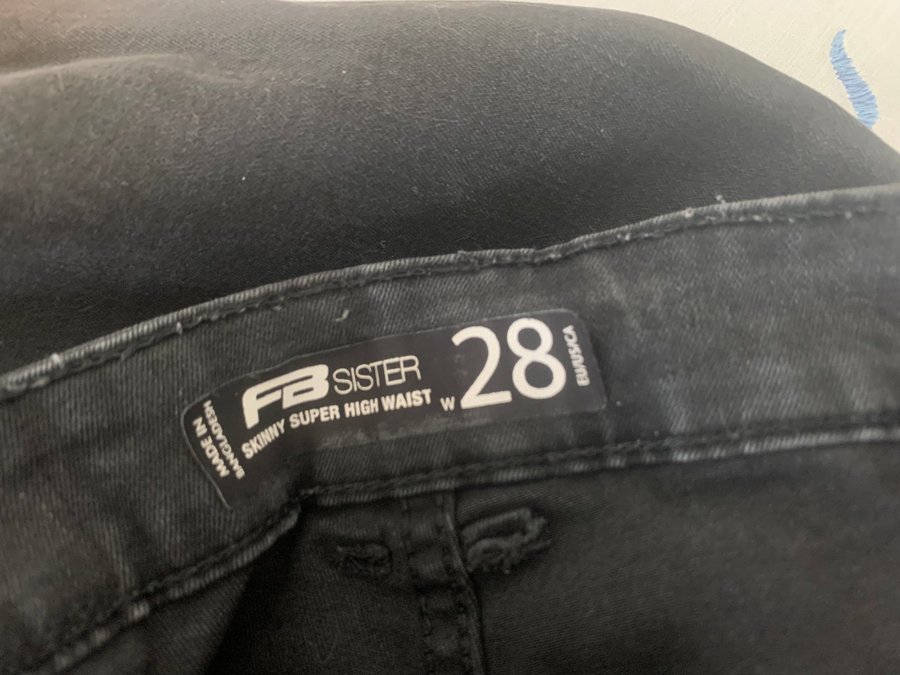 MADE IN
BANGLADESH
FB SISTER
SKINNY SUPER HIGH WAIST
W 28
EU/US/CA